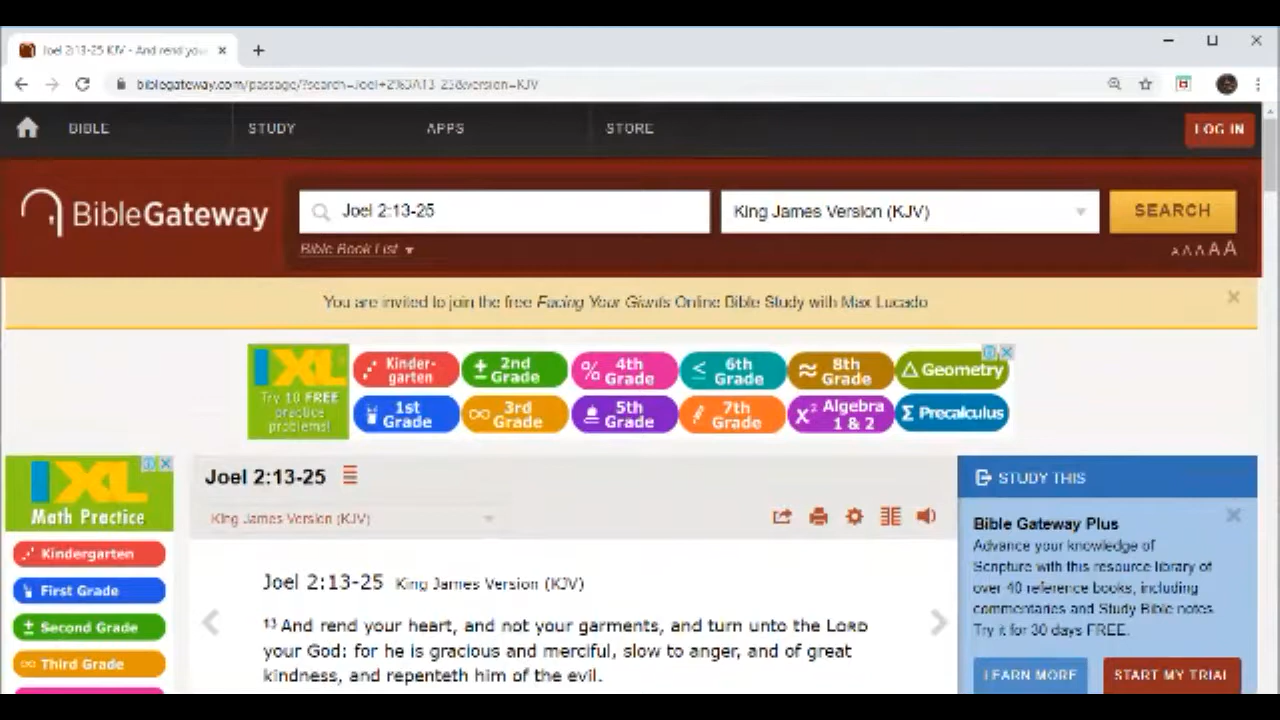 Joel 2:13-25 KJV - And rend you
biblegateway.com/passage/?search=Joel+2%3A13-25&version=KJV
BIBLE STUDY APPS STORE LOG IN
BibleGateway Joel 2:13-25 King James Version (KJV) SEARCH
Bible Book List
A A A A A
You are invited to join the free Facing Your Giants Online Bible Study with Max Lucado
IXL
Try 10 FREE
practice
problems!
Kinder-
garten
2nd
Grade
4th
Grade
6th
Grade
8th
Grade
Geometry
1st
Grade
3rd
Grade
5th
Grade
7th
Grade
Algebra
1 & 2
Precalculus
IXL
Math Practice
Kindergarten
First Grade
Second Grade
Third Grade
Joel 2:13-25
King James Version (KJV)
Joel 2:13-25 King James Version (KJV)
13 And rend your heart, and not your garments, and turn unto the LORD
your God: for he is gracious and merciful, slow to anger, and of great
kindness, and repenteth him of the evil.
STUDY THIS
Bible Gateway Plus
Advance your knowledge of
Scripture with this resource library of
over 40 reference books, including
commentaries and Study Bible notes.
Try it for 30 days FREE.
LEARN MORE START MY TRIAL